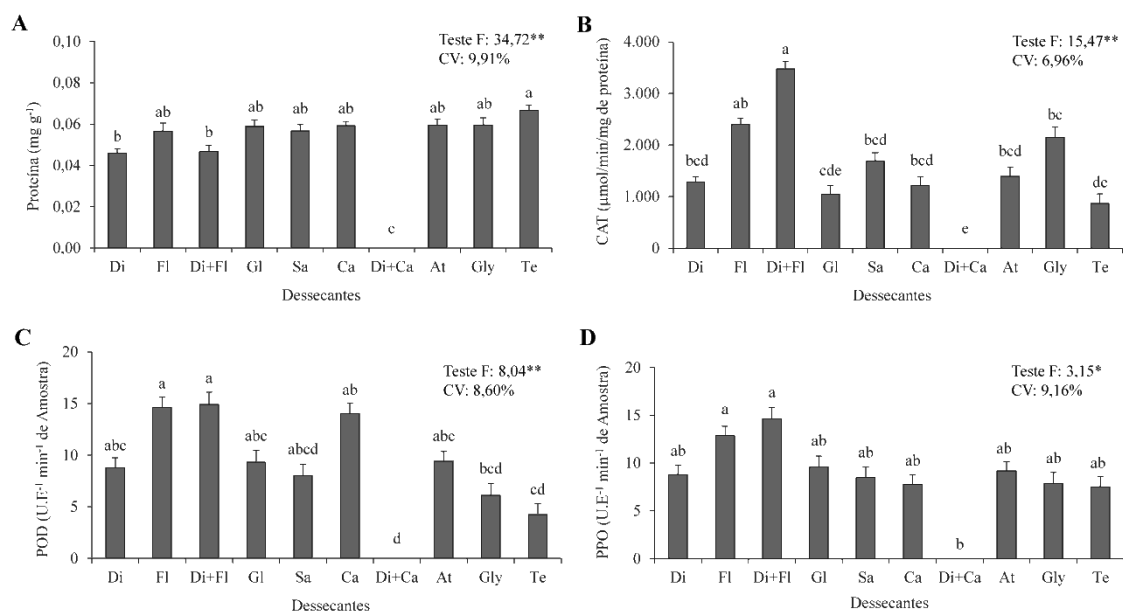 A
Teste F: 34,72**
CV: 9,91%
Proteína (mg g⁻¹)
0,10
0,08
0,06
0,04
0,02
0,00
b ab b ab ab ab c ab ab a
Di Fl Di+Fl Gl Sa Ca Di+Ca At Gly Te
Dessecantes
B
Teste F: 15,47**
CV: 6,96%
CAT (µmol/min/mg de proteína)
4.000
3.000
2.000
1.000
0
bcd ab a cde bcd bcd e bcd bc de
Di Fl Di+Fl Gl Sa Ca Di+Ca At Gly Te
Dessecantes
C
Teste F: 8,04**
CV: 8,60%
POD (U.E⁻¹ min⁻¹ de Amostra)
20
15
10
5
0
abc a a abc abcd ab d abc bcd cd
Di Fl Di+Fl Gl Sa Ca Di+Ca At Gly Te
Dessecantes
D
Teste F: 3,15*
CV: 9,16%
PPO (U.E⁻¹ min⁻¹ de Amostra)
20
15
10
5
0
ab a a ab ab ab b ab ab ab
Di Fl Di+Fl Gl Sa Ca Di+Ca At Gly Te
Dessecantes